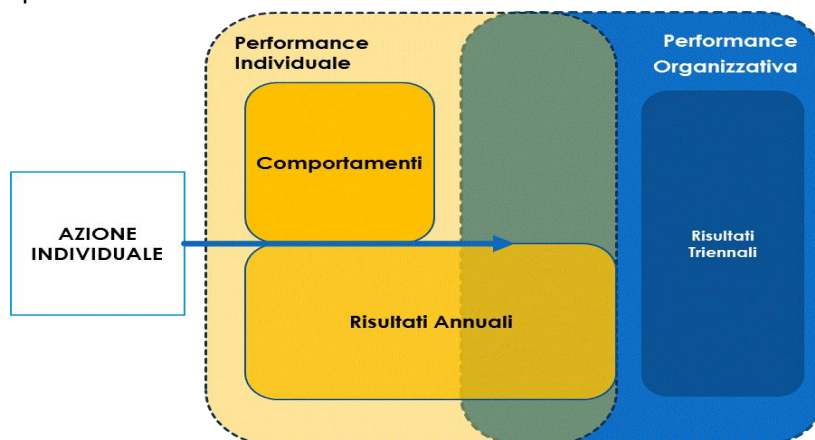 Performance
Individuale
Performance
Organizzativa
Comportamenti
AZIONE
INDIVIDUALE
Risultati
Triennali
Risultati Annuali